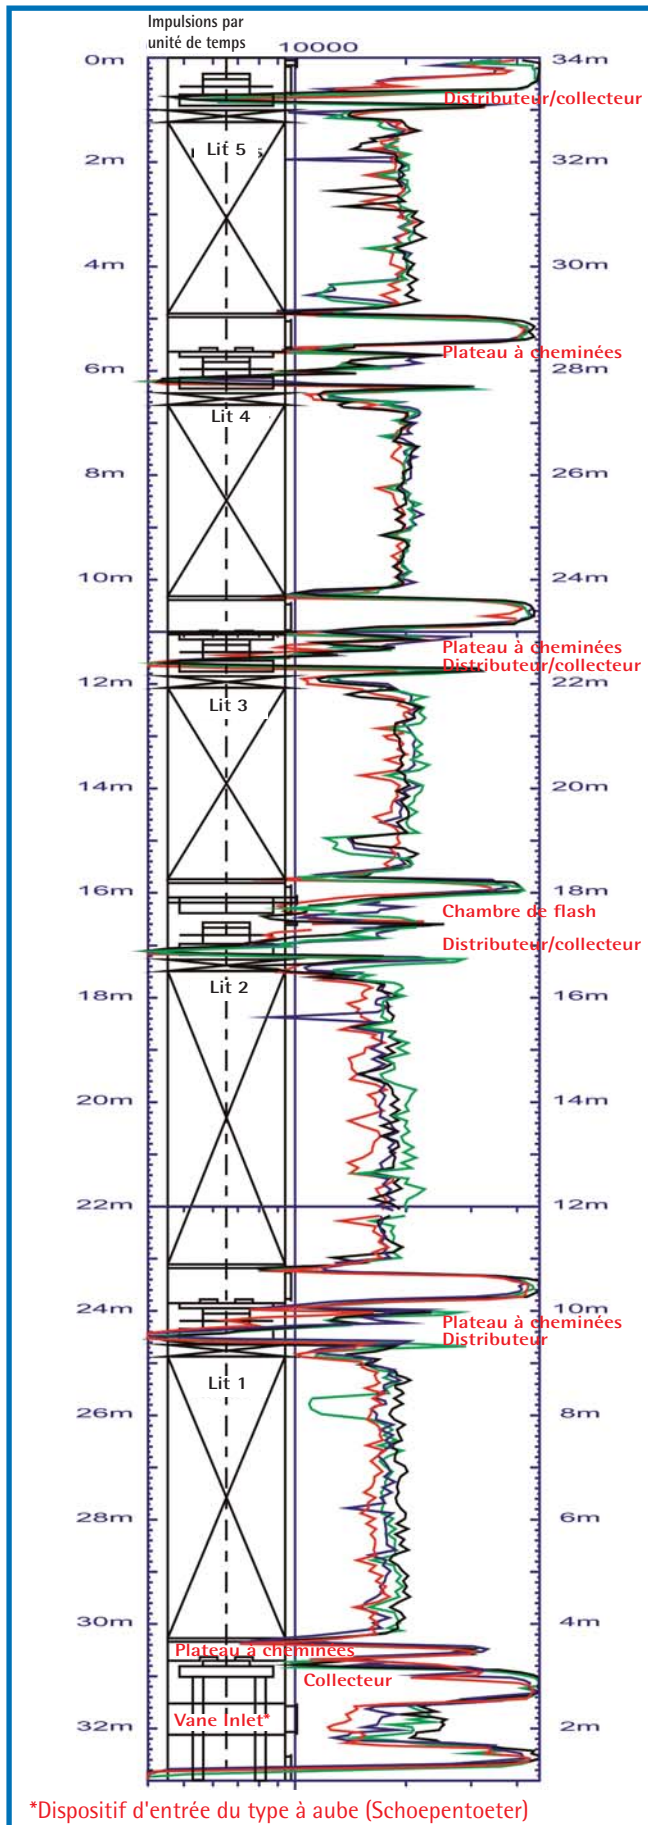 Impulsions par
unité de temps
10000
0m
34m
Distributeur/collecteur
Lit 5
2m
32m
4m
30m
Plateau à cheminées
6m
28m
Lit 4
8m
26m
10m
24m
Plateau à cheminées
Distributeur/collecteur
12m
22m
Lit 3
14m
20m
16m
18m
Chambre de flash
Distributeur/collecteur
Lit 2
18m
16m
20m
14m
22m
12m
24m
10m
Plateau à cheminées
Distributeur
Lit 1
26m
8m
28m
6m
30m
4m
Plateau à cheminées
Collecteur
Vane Inlet*
32m
2m
*Dispositif d'entrée du type à aube (Schoepentoeter)